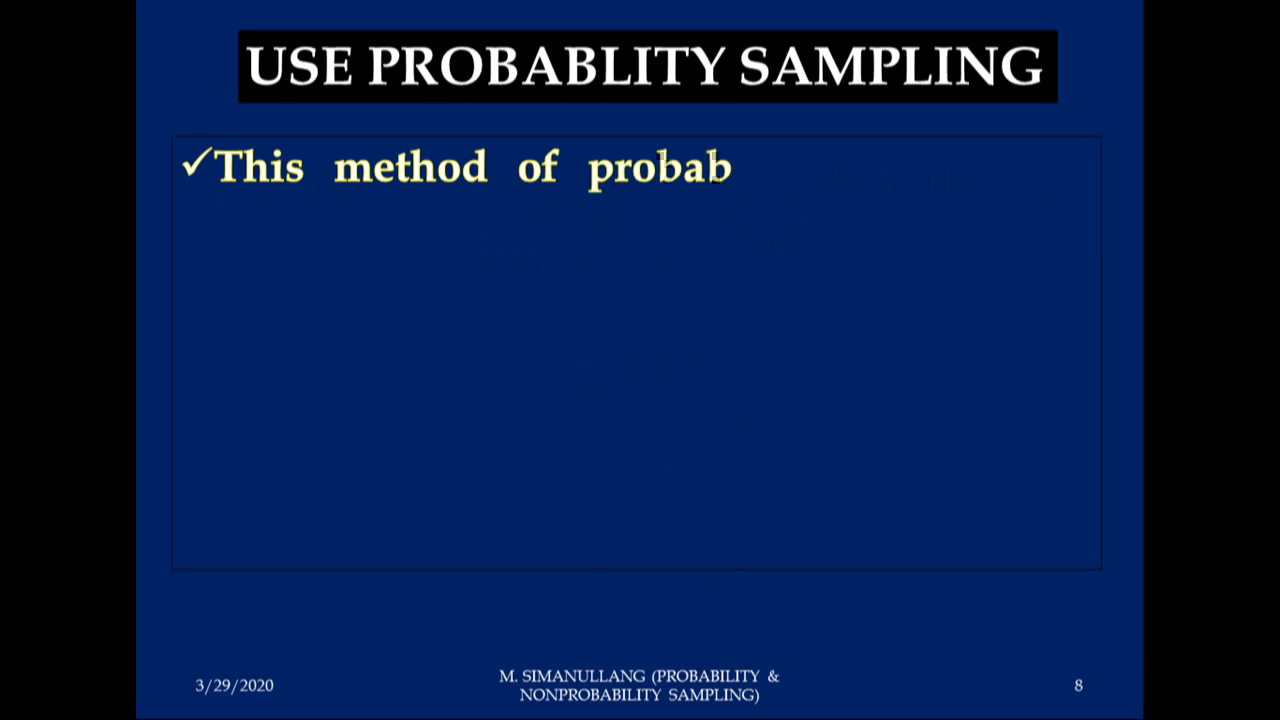 USE PROBABLITY SAMPLING
✓This method of probab
3/29/2020
M. SIMANULLANG (PROBABILITY &
NONPROBABILITY SAMPLING)
8